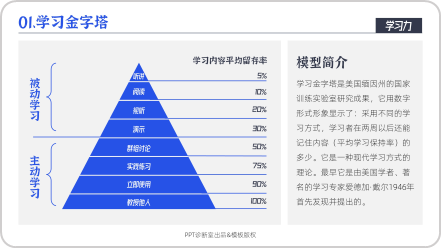 01.学习金字塔
学习力
学习内容平均留存率
听讲 5%
阅读 10%
视听 20%
演示 30%
群组讨论 50%
实践练习 75%
立即使用 90%
教授他人 100%
被动学习
主动学习
模型简介
学习金字塔是美国缅因州的国家
训练实验室研究成果，它用数字
形式形象显示了：采用不同的学
习方式，学习者在两周以后还能
记住内容（平均学习保持率）的
多少。它是一种现代学习方式的
理论。最早它是由美国学者、著
名的学习专家爱德加·戴尔1946年
首先发现并提出的。
PPT@新室出品&模板版权